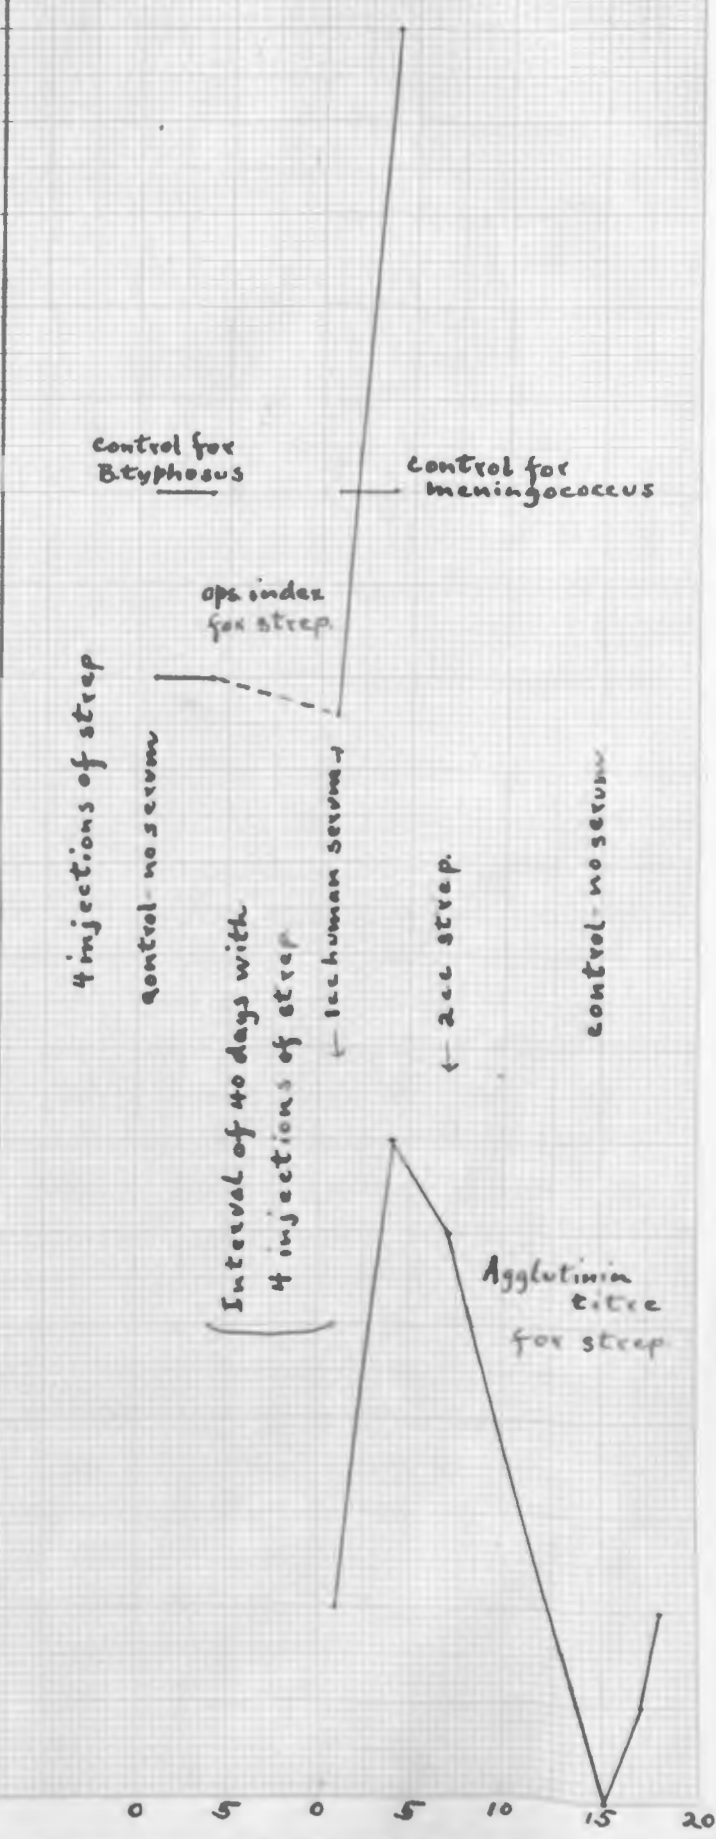 control for
B.typhosus
control for
meningococcus
ops. index
for strep.
4 injections of strep
control - no serum
Interval of 40 days with
4 injections of strep
← 1cc human serum →
← 2cc strep.
control - no serum
Agglutinin
titre
for strep.
0 5 0 5 10 15 20